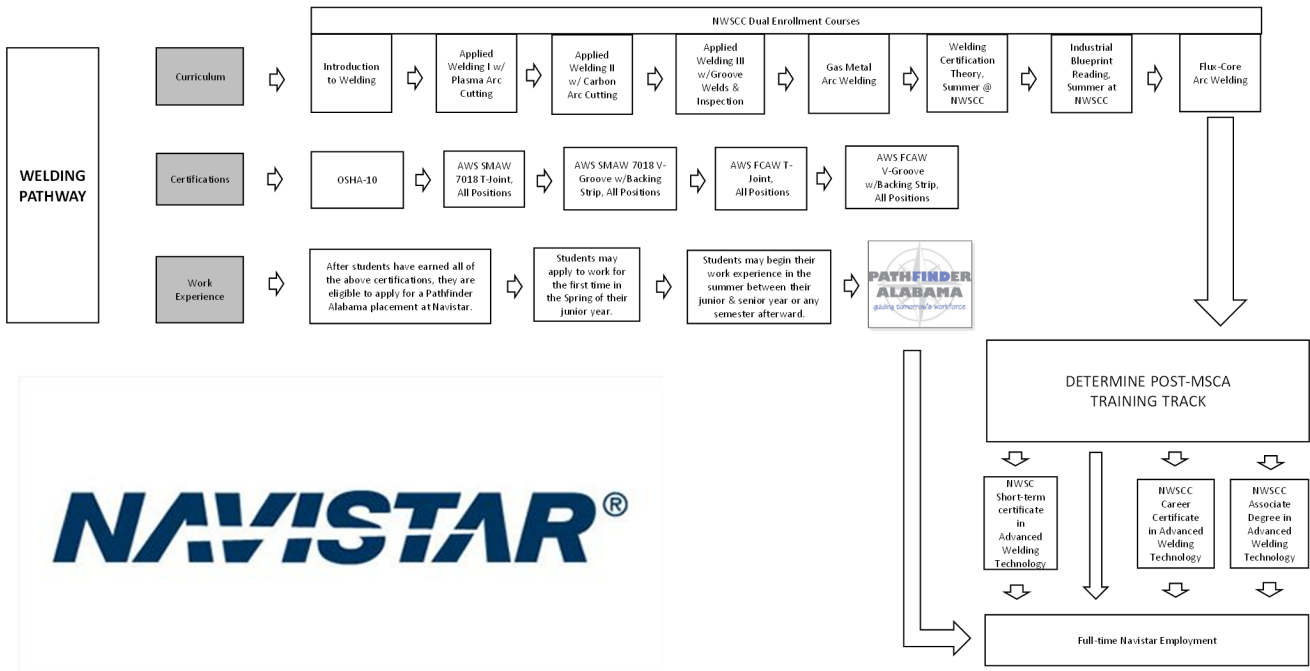 NWSCC Dual Enrollment Courses
WELDING
PATHWAY
Curriculum
Introduction
to Welding
Applied
Welding I w/
Plasma Arc
Cutting
Applied
Welding II
w/ Carbon
Arc Cutting
Applied
Welding III
w/Groove
Welds &
Inspection
Gas Metal
Arc Welding
Welding
Certification
Theory,
Summer @
NWSCC
Industrial
Blueprint
Reading,
Summer at
NWSCC
Flux-Core
Arc Welding
Certifications
OSHA-10
AWS SMAW
7018 T-Joint,
All Positions
AWS SMAW 7018 V-
Groove w/Backing
Strip, All Positions
AWS FCAW T-
Joint,
All Positions
AWS FCAW
V-Groove
w/Backing Strip,
All Positions
Work
Experience
After students have earned all of
the above certifications, they are
eligible to apply for a Pathfinder
Alabama placement at Navistar.
Students may
apply to work for
the first time in
the Spring of their
junior year.
Students may begin their
work experience in the
summer between their
junior & senior year or any
semester afterward.
PATHFINDER
ALABAMA
guiding tomorrow's workforce
DETERMINE POST-MSCA
TRAINING TRACK
NWSC
Short-term
certificate
in
Advanced
Welding
Technology
NWSCC
Career
Certificate
in Advanced
Welding
Technology
NWSCC
Associate
Degree in
Advanced
Welding
Technology
Full-time Navistar Employment
NAVISTAR®